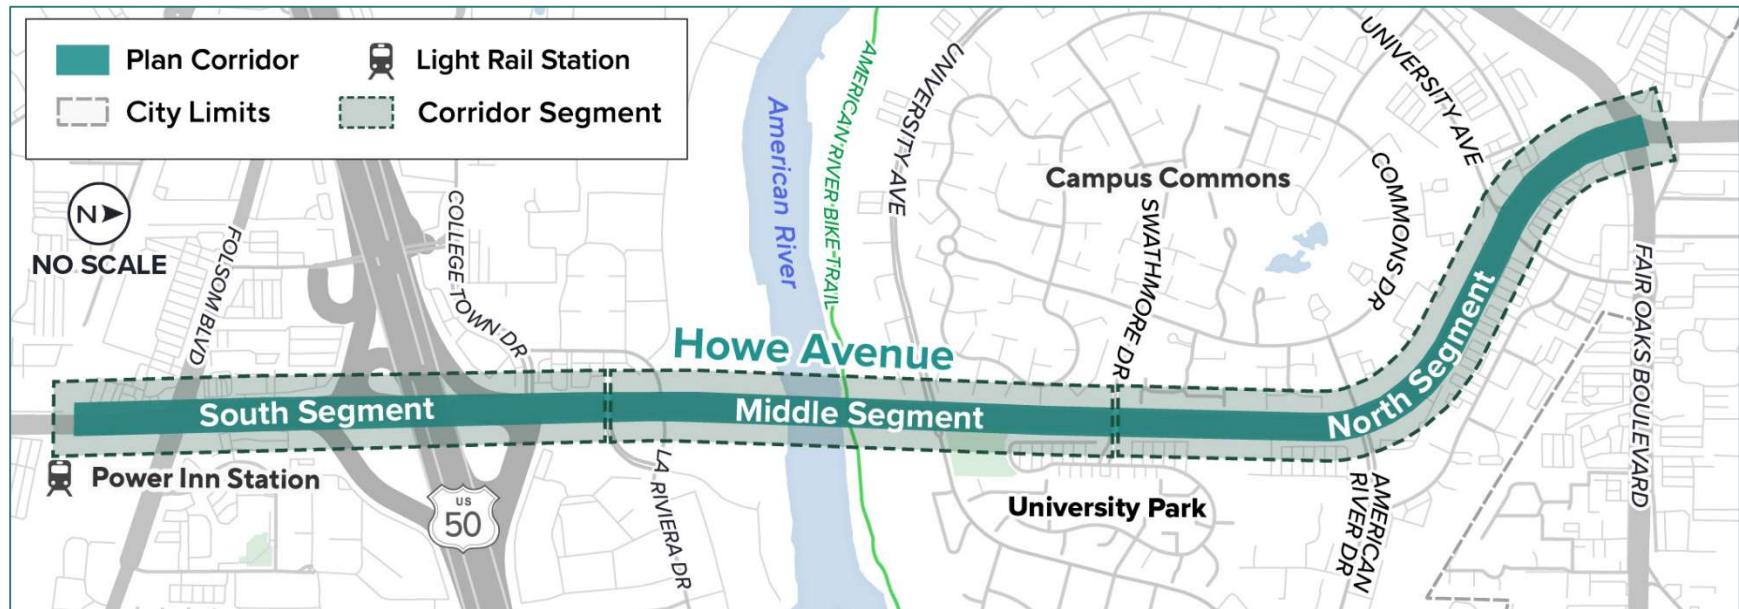 Plan Corridor
Light Rail Station
City Limits
Corridor Segment
N
NO SCALE
FOLSOM BLVD
COLLEGE TOWN DR
American River
AMERICAN RIVER BIKE TRAIL
UNIVERSITY AVE
UNIVERSITY AVE
Campus Commons
SWATHMORE DR
COMMONS DR
UNIVERSITY AVE
FAIR OAKS BOULEVARD
Howe Avenue
South Segment
Middle Segment
North Segment
Power Inn Station
US
50
LA RIVIERA DR
University Park
AMERICAN
RIVER DR